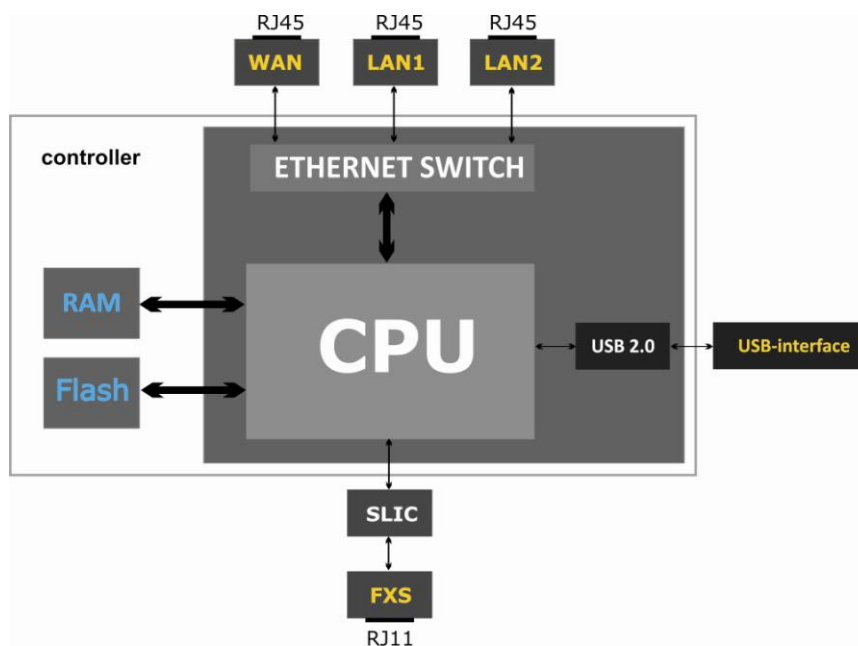 RJ45 RJ45 RJ45
WAN LAN1 LAN2
controller
ETHERNET SWITCH
RAM
CPU
USB 2.0 USB-interface
Flash
SLIC
FXS
RJ11